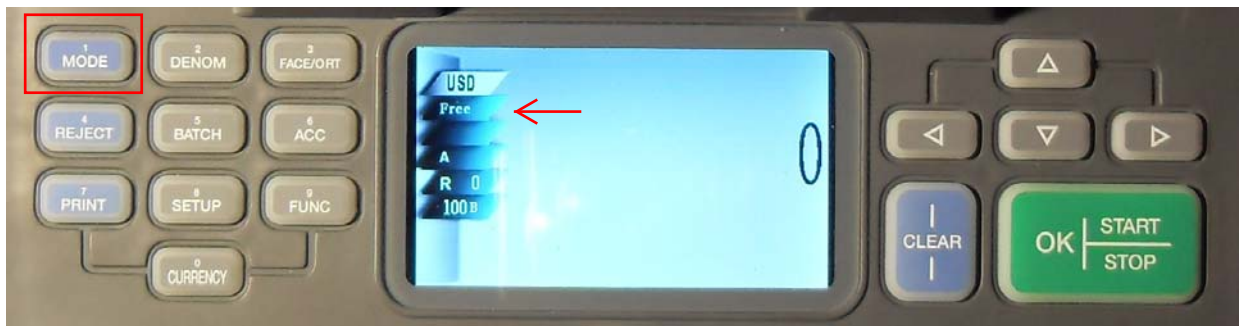 1
MODE
2
DENOM
3
FACE/ORT
4
REJECT
5
BATCH
6
ACC
7
PRINT
8
SETUP
9
FUNC
0
CURRENCY
USD
Free
A
R 0
100B
0
CLEAR
OK
START
STOP